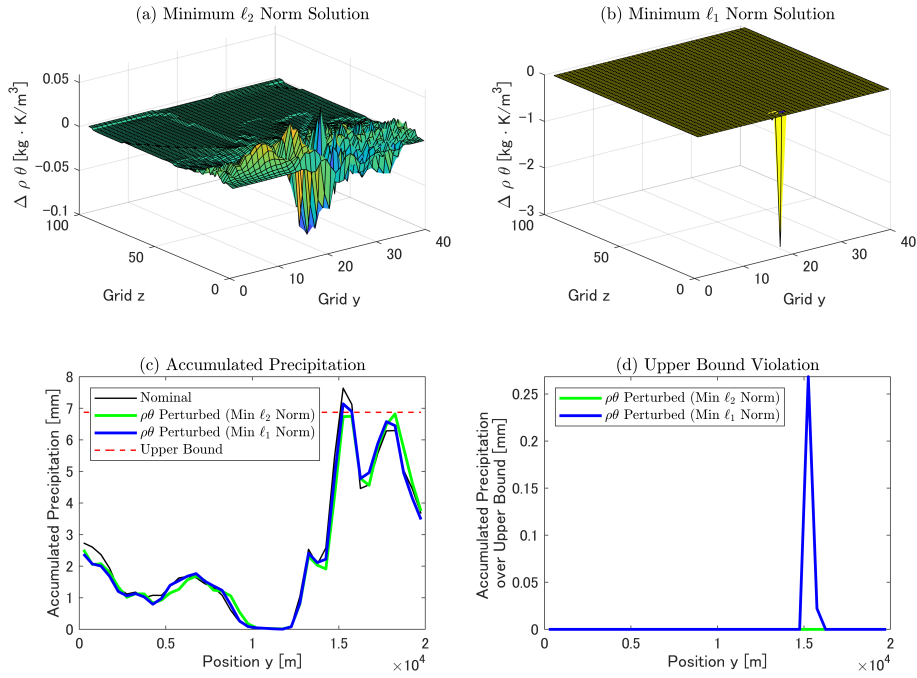 (a) Minimum ℓ2 Norm Solution
0.05
0
−0.05
−0.1
Δ ρ θ [kg · K/m³]
100
50
0
Grid z
0
10
20
30
40
Grid y
(b) Minimum ℓ1 Norm Solution
0
−1
−2
−3
Δ ρ θ [kg · K/m³]
100
50
0
Grid z
0
10
20
30
40
Grid y
(c) Accumulated Precipitation
Nominal
ρθ Perturbed (Min ℓ2 Norm)
ρθ Perturbed (Min ℓ1 Norm)
Upper Bound
8
7
6
5
4
3
2
1
0
Accumulated Precipitation [mm]
0
0.5
1
1.5
2
×10⁴
Position y [m]
(d) Upper Bound Violation
ρθ Perturbed (Min ℓ2 Norm)
ρθ Perturbed (Min ℓ1 Norm)
0.25
0.2
0.15
0.1
0.05
0
Accumulated Precipitation
over Upper Bound [mm]
0
0.5
1
1.5
2
×10⁴
Position y [m]